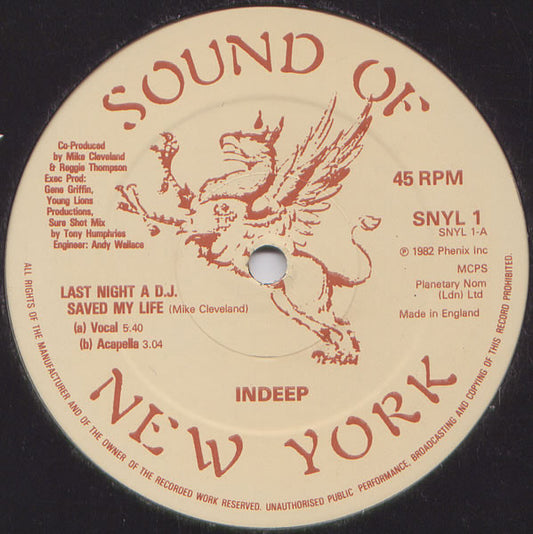 SOUND OF
Co-Produced
by Mike Cleveland
& Reggie Thompson
Exec Prod:
Gene Griffin,
Young Lions
Productions,
Sure Shot Mix
by Tony Humphries
Engineer: Andy Wallace
45 RPM
SNYL 1
SNYL 1-A
℗ 1982 Phenix Inc
MCPS
Planetary Nom
(Ldn) Ltd
Made in England
LAST NIGHT A D.J.
SAVED MY LIFE (Mike Cleveland)
(a) Vocal 5.40
(b) Acapella 3.04
INDEEP
NEW YORK
ALL RIGHTS OF THE MANUFACTURER AND OF THE OWNER OF THE RECORDED WORK RESERVED. UNAUTHORISED PUBLIC PERFORMANCE, BROADCASTING AND COPYING OF THIS RECORD PROHIBITED.